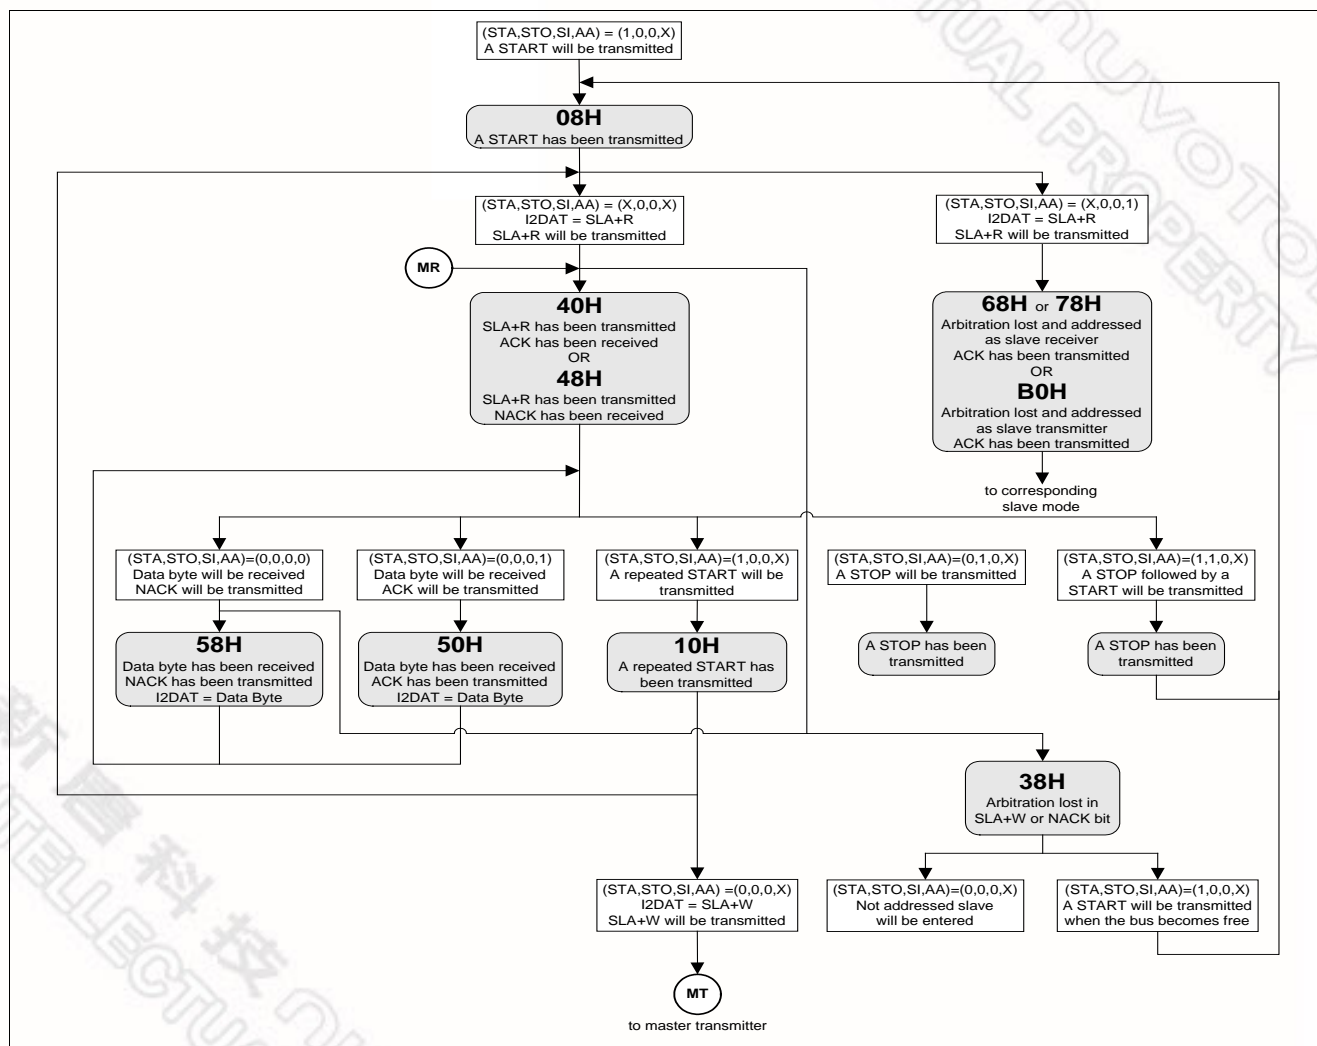 (STA,STO,SI,AA) = (1,0,0,X)
A START will be transmitted
08H
A START has been transmitted
(STA,STO,SI,AA) = (X,0,0,X)
I2DAT = SLA+R
SLA+R will be transmitted
(STA,STO,SI,AA) = (X,0,0,1)
I2DAT = SLA+R
SLA+R will be transmitted
MR
40H
SLA+R has been transmitted
ACK has been received
OR
48H
SLA+R has been transmitted
NACK has been received
68H or 78H
Arbitration lost and addressed
as slave receiver
ACK has been transmitted
OR
B0H
Arbitration lost and addressed
as slave transmitter
ACK has been transmitted
to corresponding
slave mode
(STA,STO,SI,AA)=(0,0,0,0)
Data byte will be received
NACK will be transmitted
(STA,STO,SI,AA)=(0,0,0,1)
Data byte will be received
ACK will be transmitted
(STA,STO,SI,AA)=(1,0,0,X)
A repeated START will be
transmitted
(STA,STO,SI,AA)=(0,1,0,X)
A STOP will be transmitted
(STA,STO,SI,AA)=(1,1,0,X)
A STOP followed by a
START will be transmitted
58H
Data byte has been received
NACK has been transmitted
I2DAT = Data Byte
50H
Data byte has been received
ACK has been transmitted
I2DAT = Data Byte
10H
A repeated START has
been transmitted
A STOP has been
transmitted
A STOP has been
transmitted
38H
Arbitration lost in
SLA+W or NACK bit
(STA,STO,SI,AA) =(0,0,0,X)
I2DAT = SLA+W
SLA+W will be transmitted
(STA,STO,SI,AA)=(0,0,0,X)
Not addressed slave
will be entered
(STA,STO,SI,AA)=(1,0,0,X)
A START will be transmitted
when the bus becomes free
MT
to master transmitter
nuvoTo
TUAL PROPERTY
新唐科技 nu
NTELLECTUAL